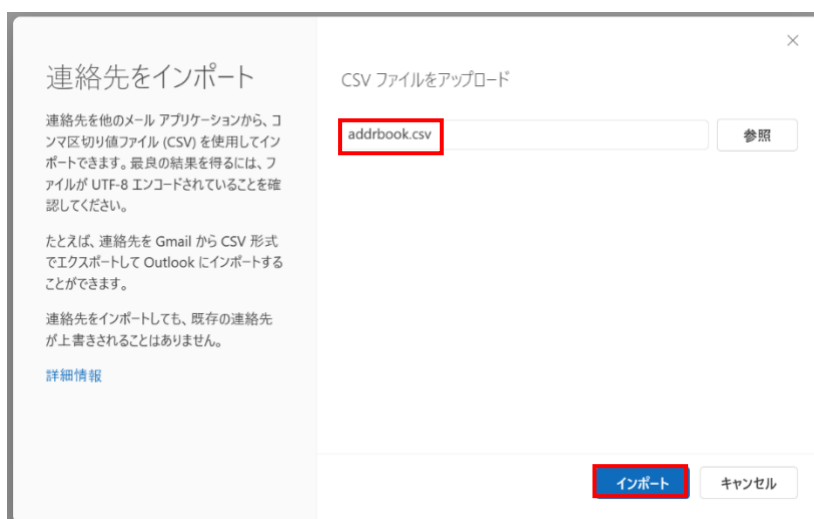 連絡先をインポート
連絡先を他のメール アプリケーションから、コ
ンマ区切り値ファイル (CSV) を使用してイン
ポートできます。最良の結果を得るには、フ
ァイルが UTF-8 エンコードされていることを確
認してください。
たとえば、連絡先を Gmail から CSV 形式
でエクスポートして Outlook にインポートする
ことができます。
連絡先をインポートしても、既存の連絡先
が上書きされることはありません。
詳細情報
CSV ファイルをアップロード
addrbook.csv
参照
インポート
キャンセル